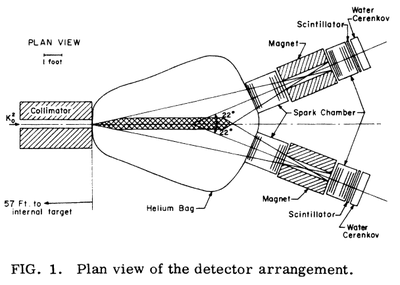 PLAN VIEW
1 foot
Water
Cerenkov
Scintillator
Magnet
Collimator
22°
22°
Spark Chamber
57 Ft. to
internal target
Helium Bag
Magnet
Scintillator
Water
Cerenkov
FIG. 1. Plan view of the detector arrangement.